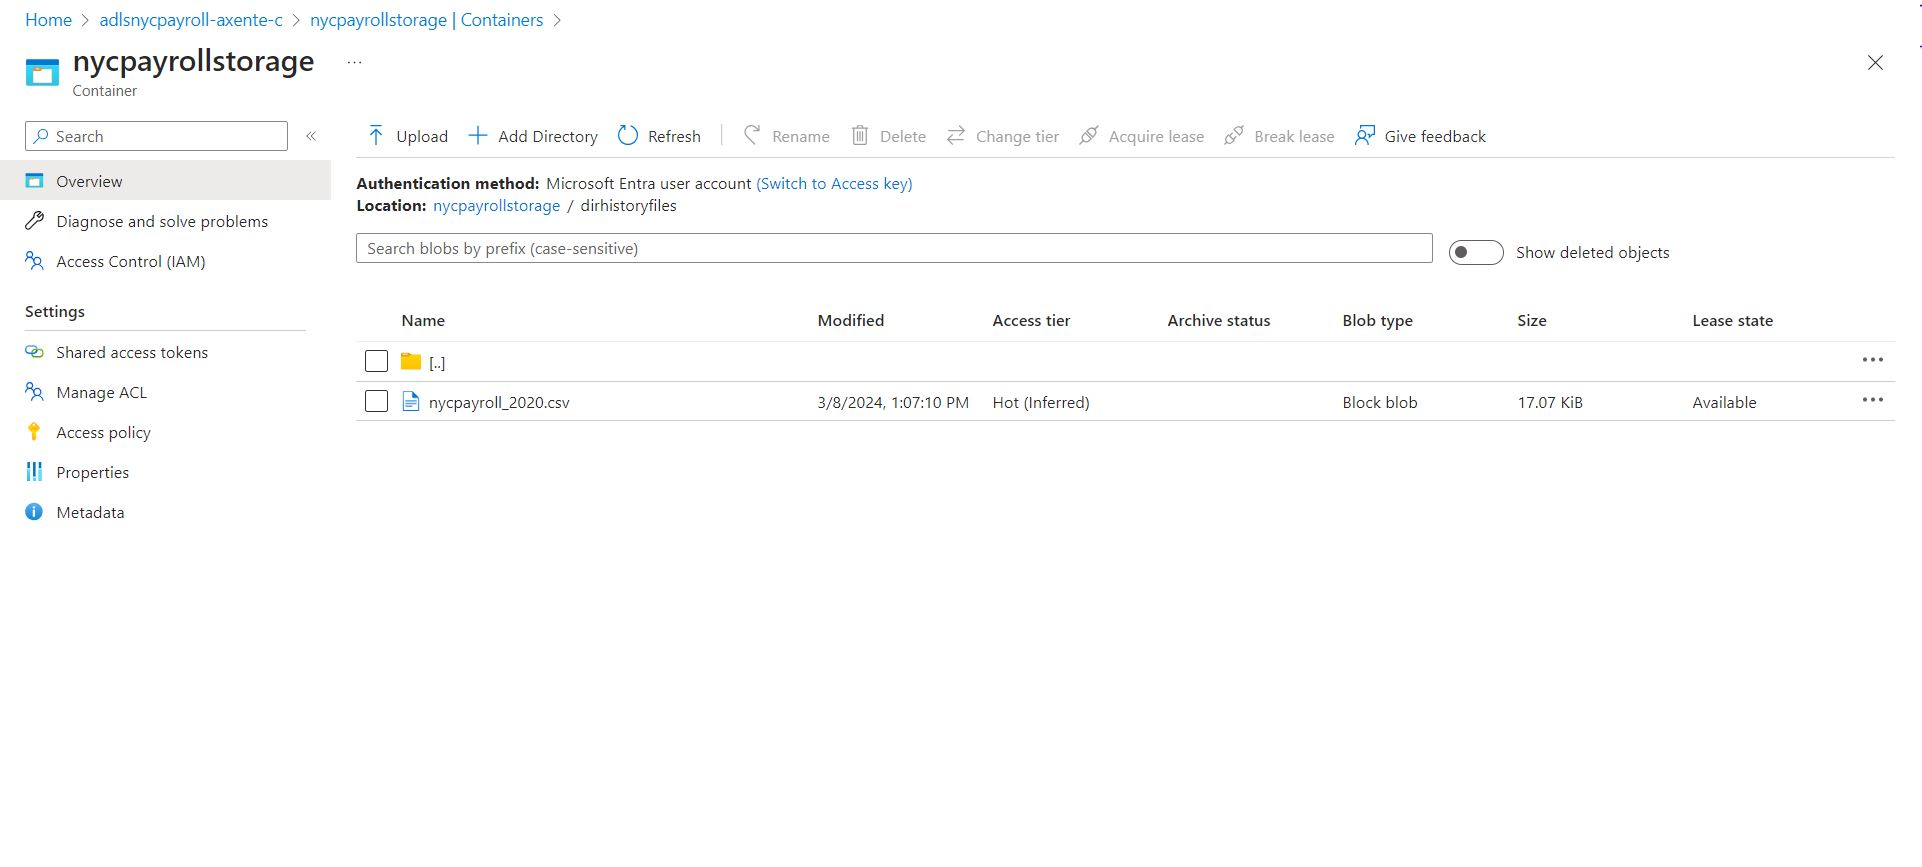 Home > adlsnycpayroll-axente-c > nycpayrollstorage | Containers >
nycpayrollstorage ...
Container
Search «
Overview
Diagnose and solve problems
Access Control (IAM)
Settings
Shared access tokens
Manage ACL
Access policy
Properties
Metadata
Upload Add Directory Refresh Rename Delete Change tier Acquire lease Break lease Give feedback
Authentication method: Microsoft Entra user account (Switch to Access key)
Location: nycpayrollstorage / dirhistoryfiles
Search blobs by prefix (case-sensitive) Show deleted objects
Name Modified Access tier Archive status Blob type Size Lease state
[..] ...
nycpayroll_2020.csv 3/8/2024, 1:07:10 PM Hot (Inferred) Block blob 17.07 KiB Available ...